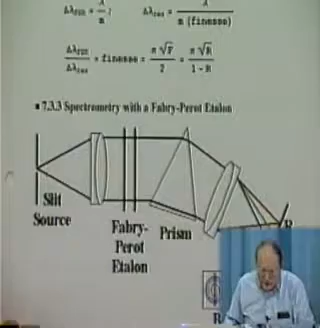 Δλ_FSR = λ/m ; Δλ_res = λ/(m (finesse))
Δλ_FSR/Δλ_res = finesse = π √F/2 = π √R/(1 - R)
■ 7.3.3 Spectrometry with a Fabry-Perot Etalon
Slit
Source
Fabry-
Perot
Etalon
Prism
R
R